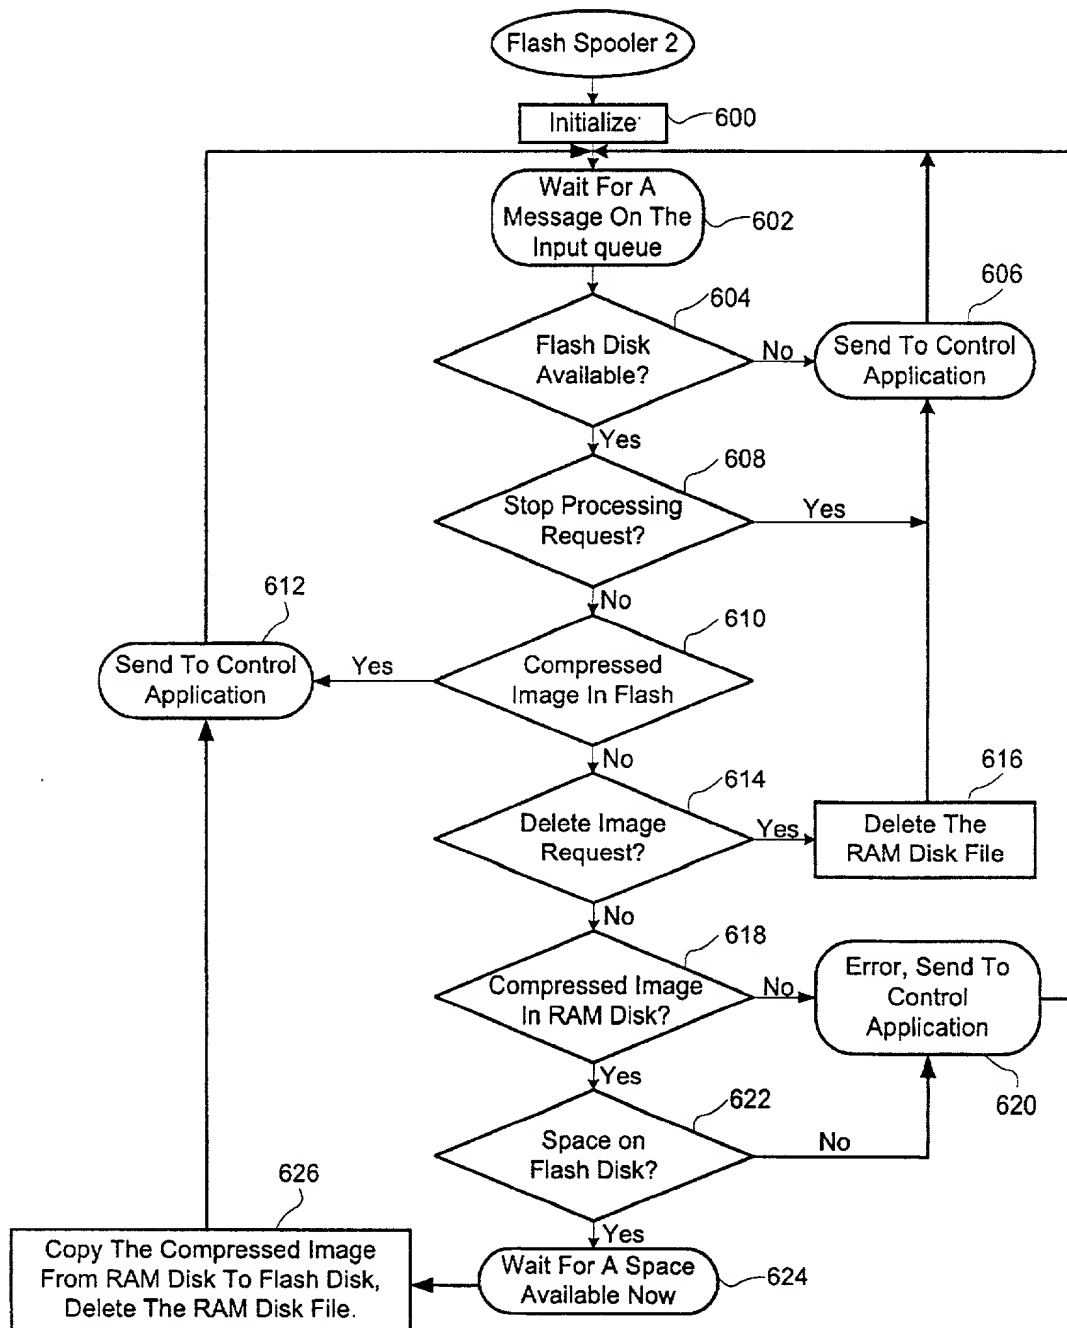 Flash Spooler 2
Initialize
600
Wait For A
Message On The
Input queue
602
604
Flash Disk
Available?
No
606
Send To Control
Application
Yes
608
Stop Processing
Request?
Yes
No
612
Send To Control
Application
Yes
610
Compressed
Image In Flash
No
614
Delete Image
Request?
Yes
616
Delete The
RAM Disk File
No
618
Compressed Image
In RAM Disk?
No
Error, Send To
Control
Application
620
Yes
622
Space on
Flash Disk?
No
Yes
626
Copy The Compressed Image
From RAM Disk To Flash Disk,
Delete The RAM Disk File.
Wait For A Space
Available Now
624